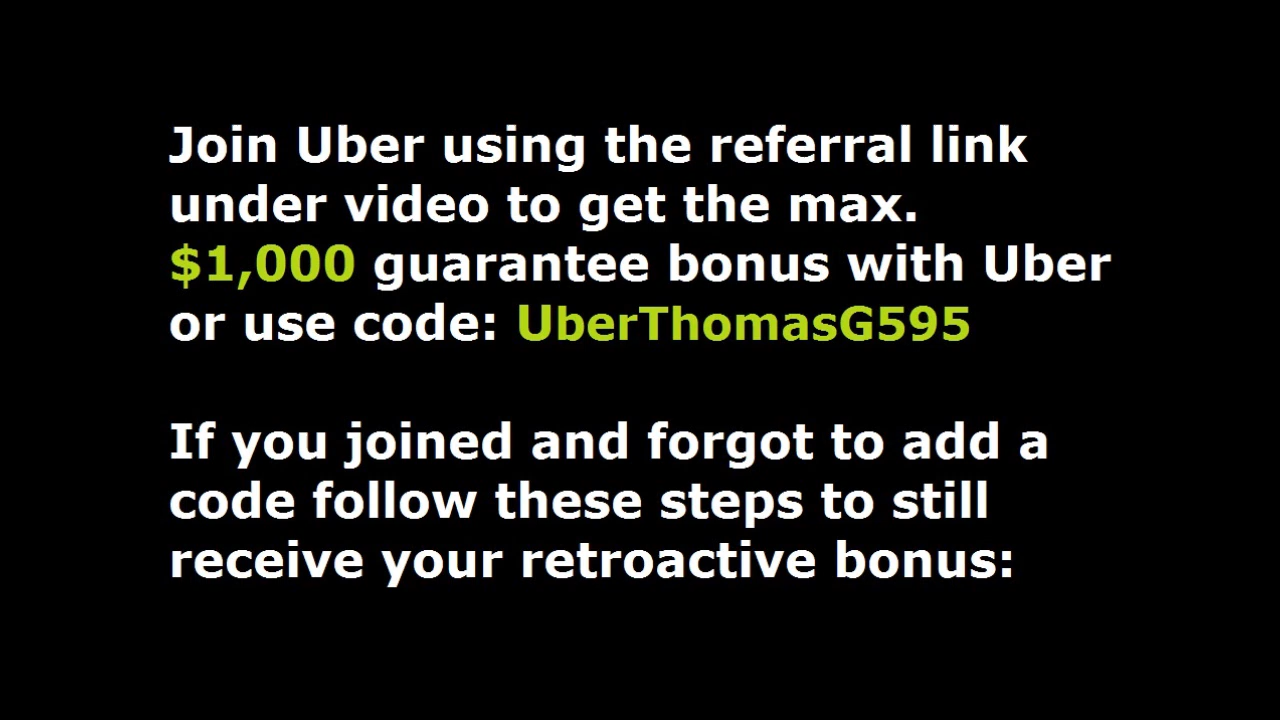 Join Uber using the referral link
under video to get the max.
$1,000 guarantee bonus with Uber
or use code: UberThomasG595
If you joined and forgot to add a
code follow these steps to still
receive your retroactive bonus: